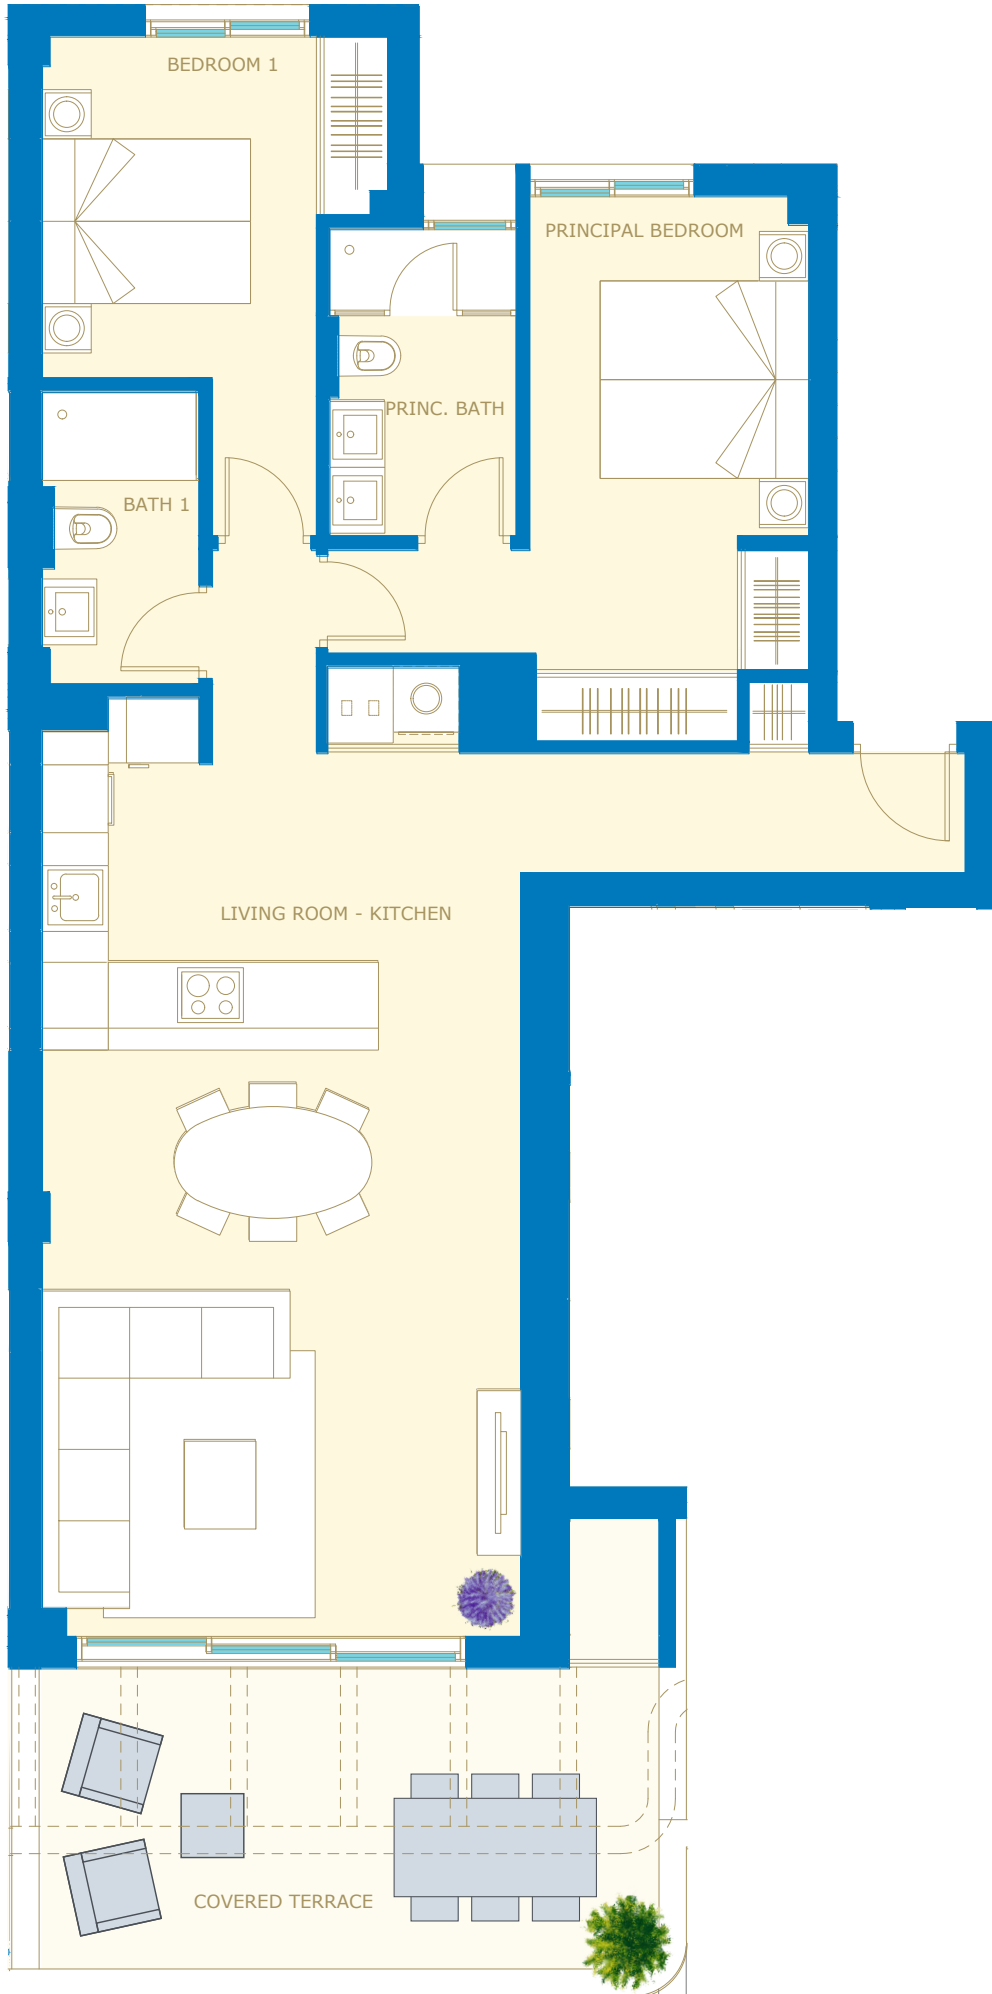 BEDROOM 1
PRINCIPAL BEDROOM
PRINC. BATH
BATH 1
LIVING ROOM - KITCHEN
COVERED TERRACE